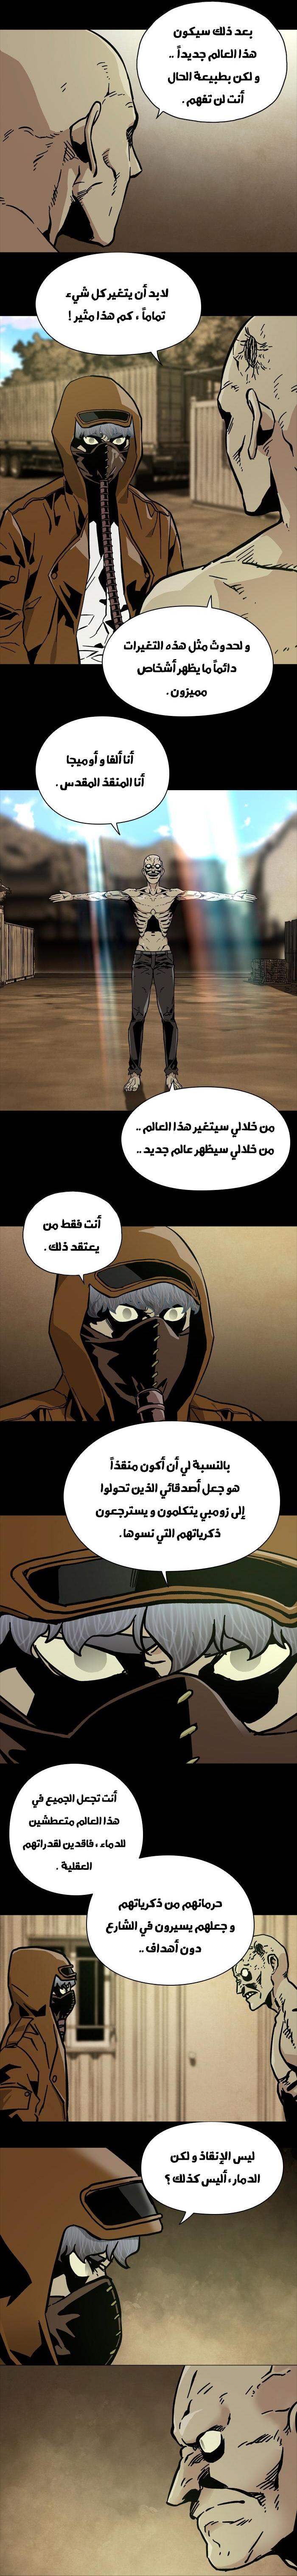 بعد ذلك سيكون
هذا العالم جديداً ..
و لكن بطبيعة الحال
أنت لن تفهم .
لابد أن يتغير كل شيء
تماماً ، كم هذا مثير !
و لحدوث مثل هذه التغيرات
دائماً ما يظهر أشخاص
مميزون .
أنا ألفا و أوميجا
أنا المنقذ المقدس .
من خلالي سيتغير هذا العالم ..
من خلالي سيظهر عالم جديد ..
أنت فقط من
يعتقد ذلك .
بالنسبة لي أن أكون منقذاً
هو جعل أصدقائي الذين تحولوا
إلى زومبي يتكلمون و يسترجعون
ذكرياتهم التي نسوها .
أنت تجعل الجميع في
هذا العالم متعطشين
للدماء ، فاقدين لقدراتهم
العقلية .
حرمانهم من ذكرياتهم
و جعلهم يسيرون في الشارع
دون أهداف ..
ليس الإنقاذ و لكن
الدمار ، أليس كذلك ؟